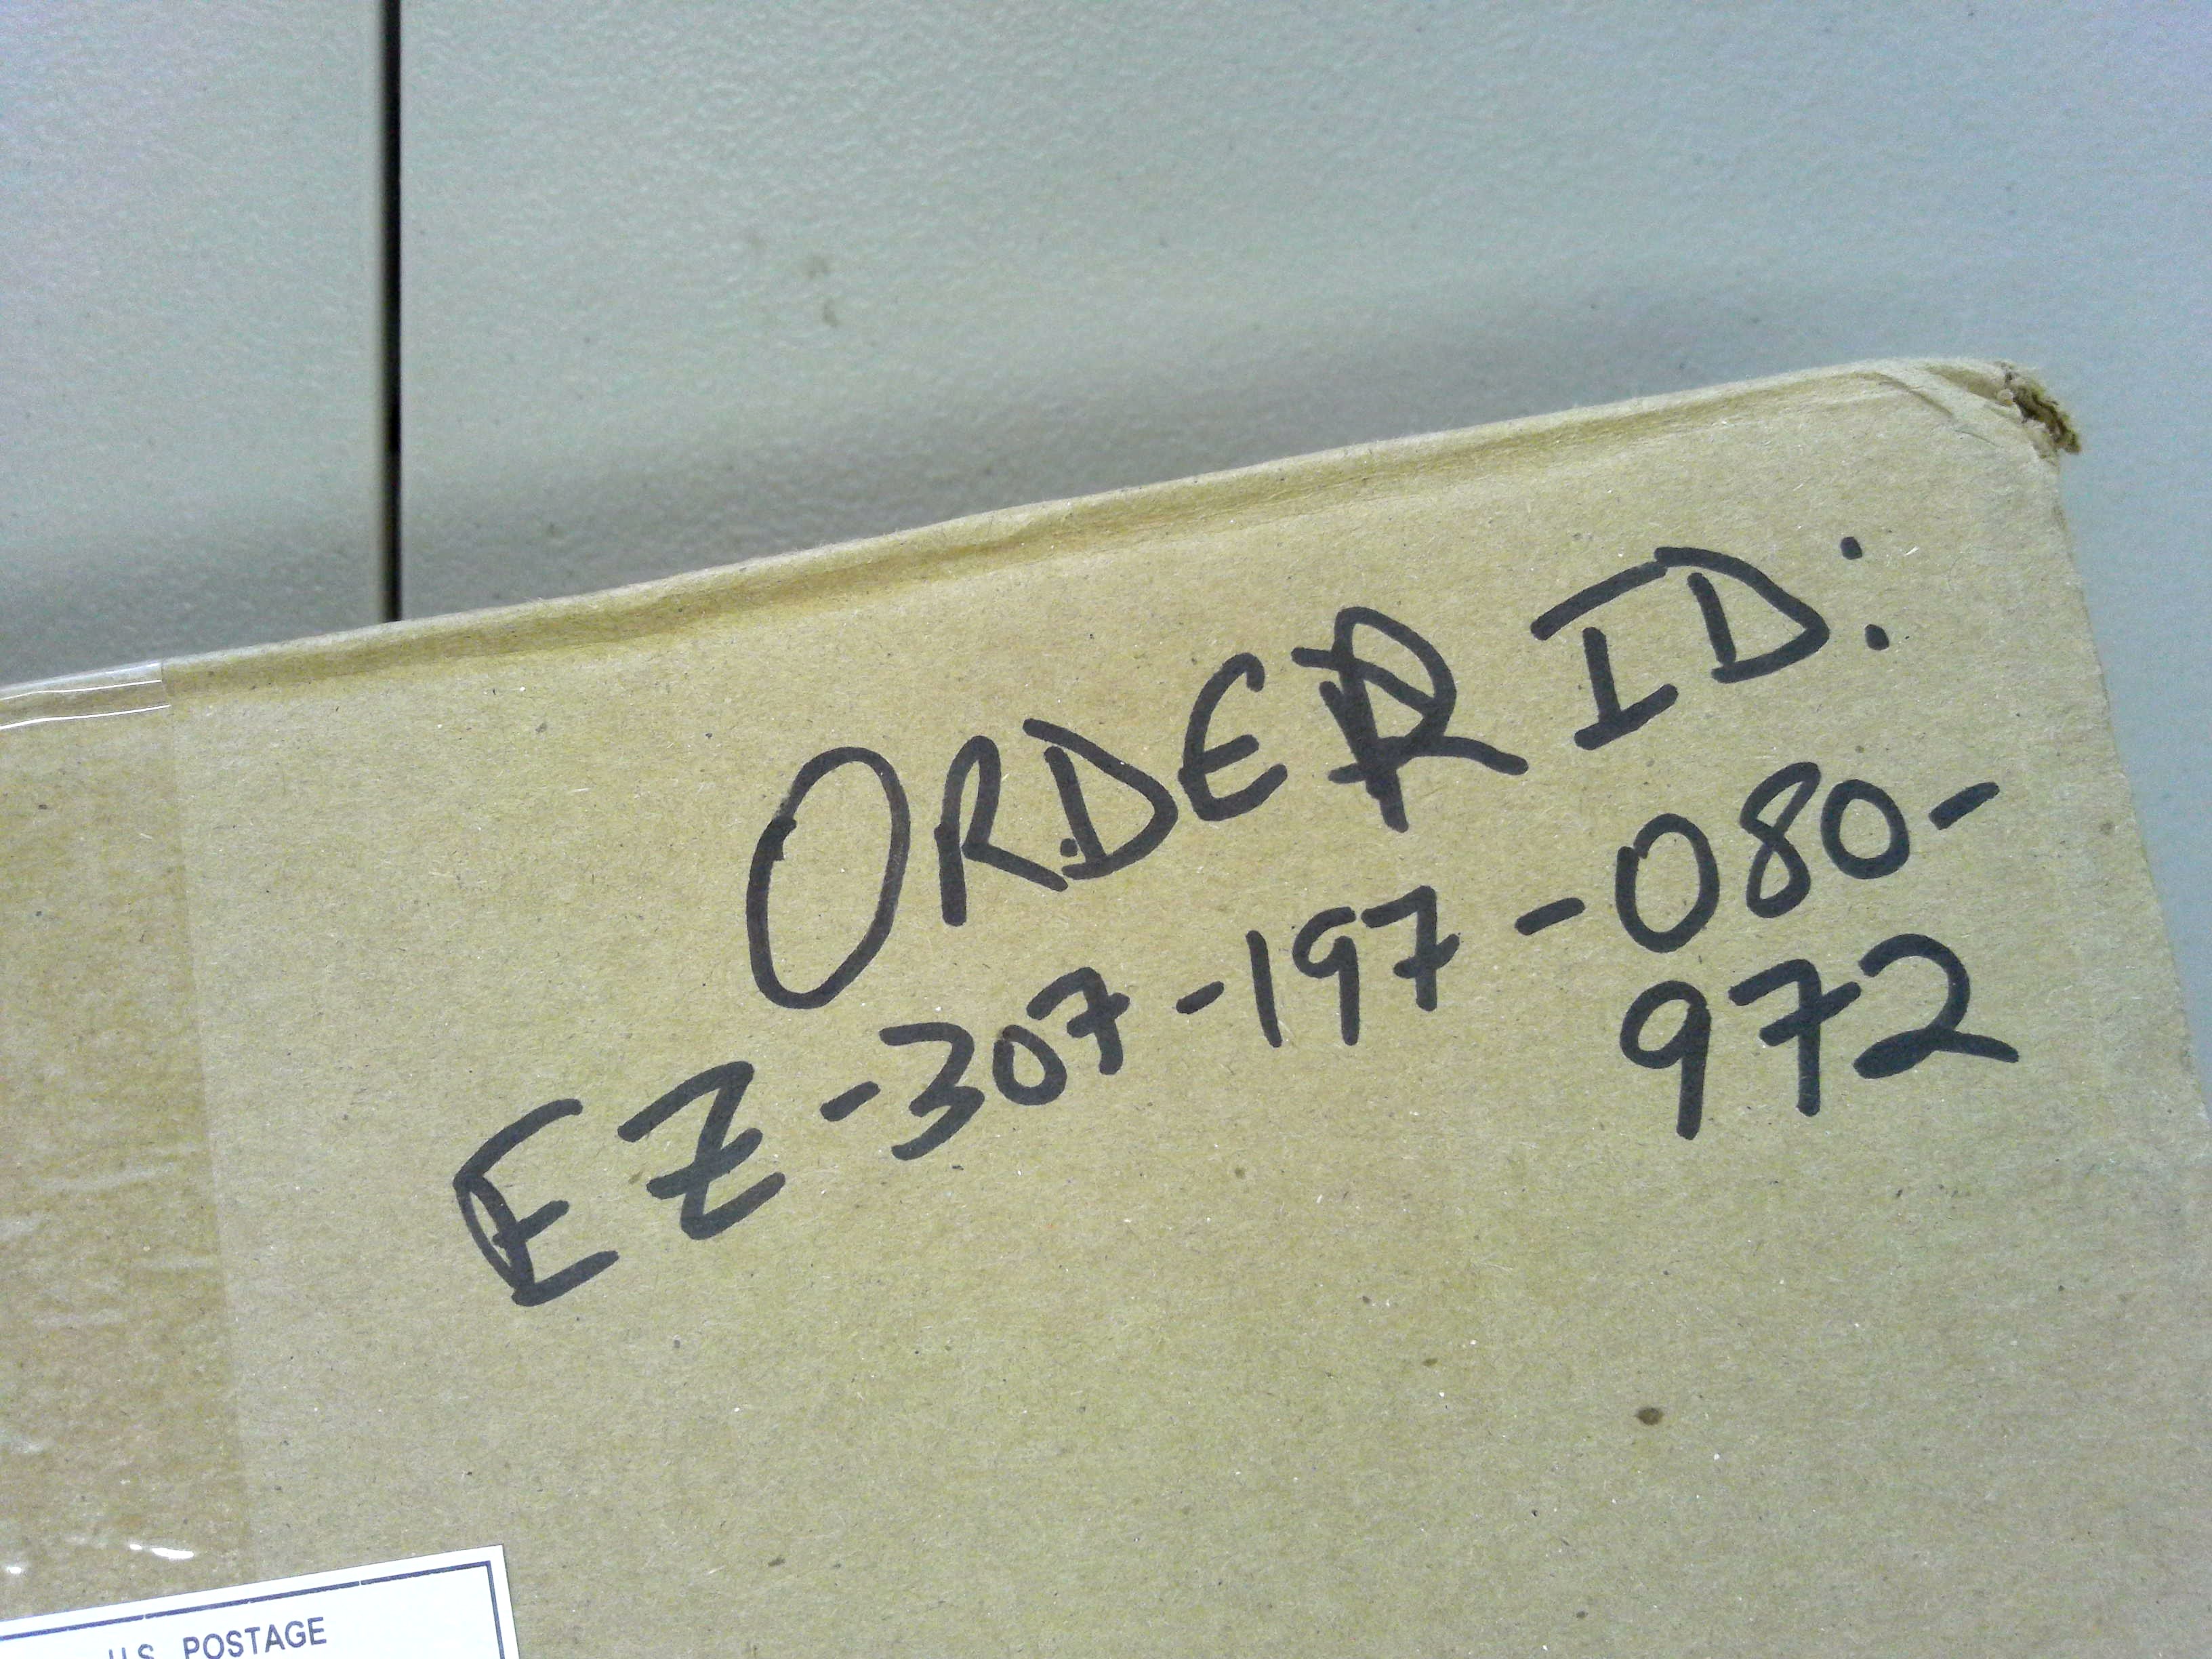 ORDER ID:
EZ-307-197-080-
972
U.S. POSTAGE